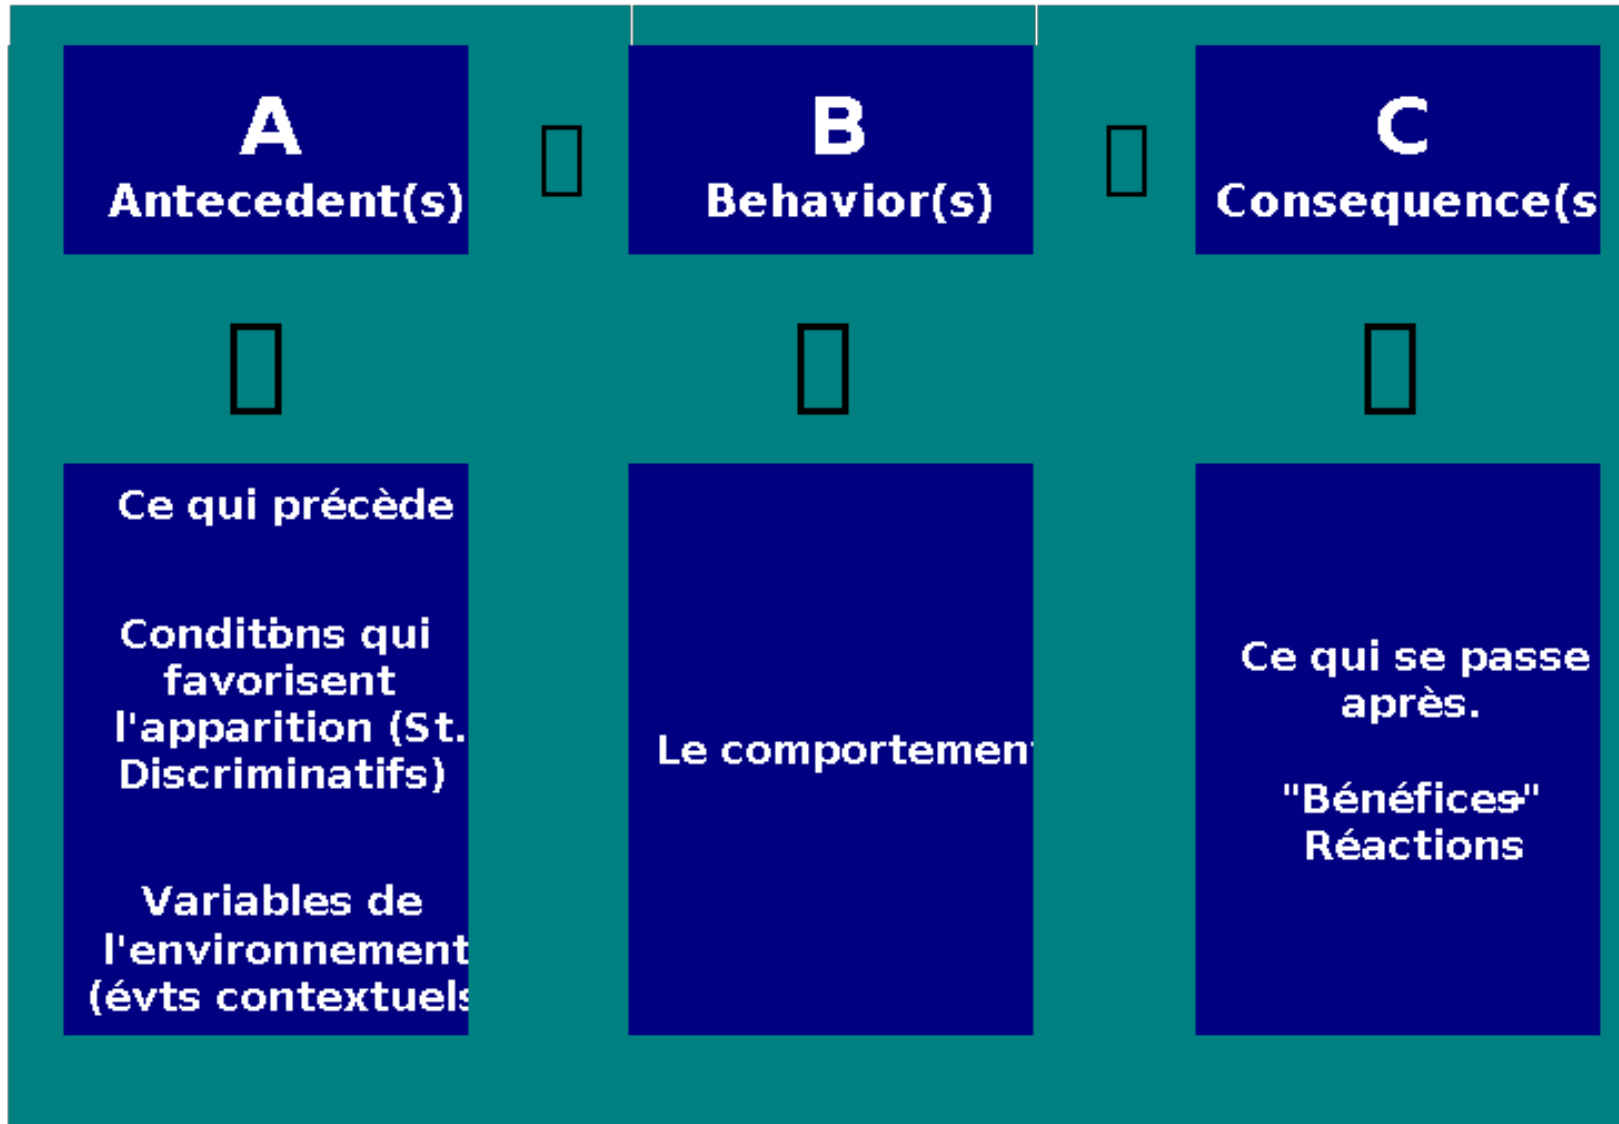 A
Antecedent(s)
B
Behavior(s)
C
Consequence(s
Ce qui précède
Conditions qui
favorisent
l'apparition (St.
Discriminatifs)
Variables de
l'environnement
(évts contextuels
Le comportement
Ce qui se passe
après.
"Bénéfices"
Réactions